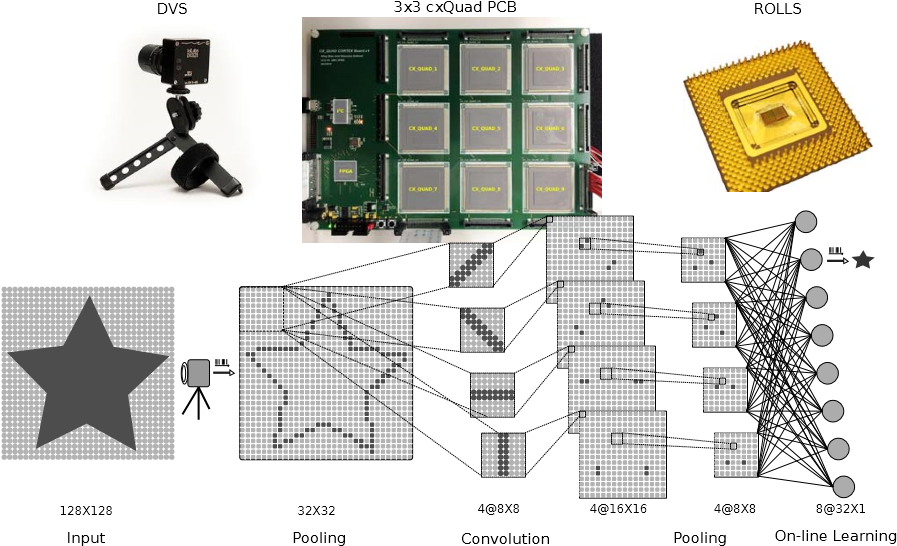 DVS
3x3 cxQuad PCB
ROLLS
CX_QUAD_1
CX_QUAD_2
CX_QUAD_3
I²C
CX_QUAD_4
CX_QUAD_5
CX_QUAD_6
FPGA
CX_QUAD_7
CX_QUAD_8
CX_QUAD_9
128X128
32X32
4@8X8
4@16X16
4@8X8
8@32X1
Input
Pooling
Convolution
Pooling
On-line Learning